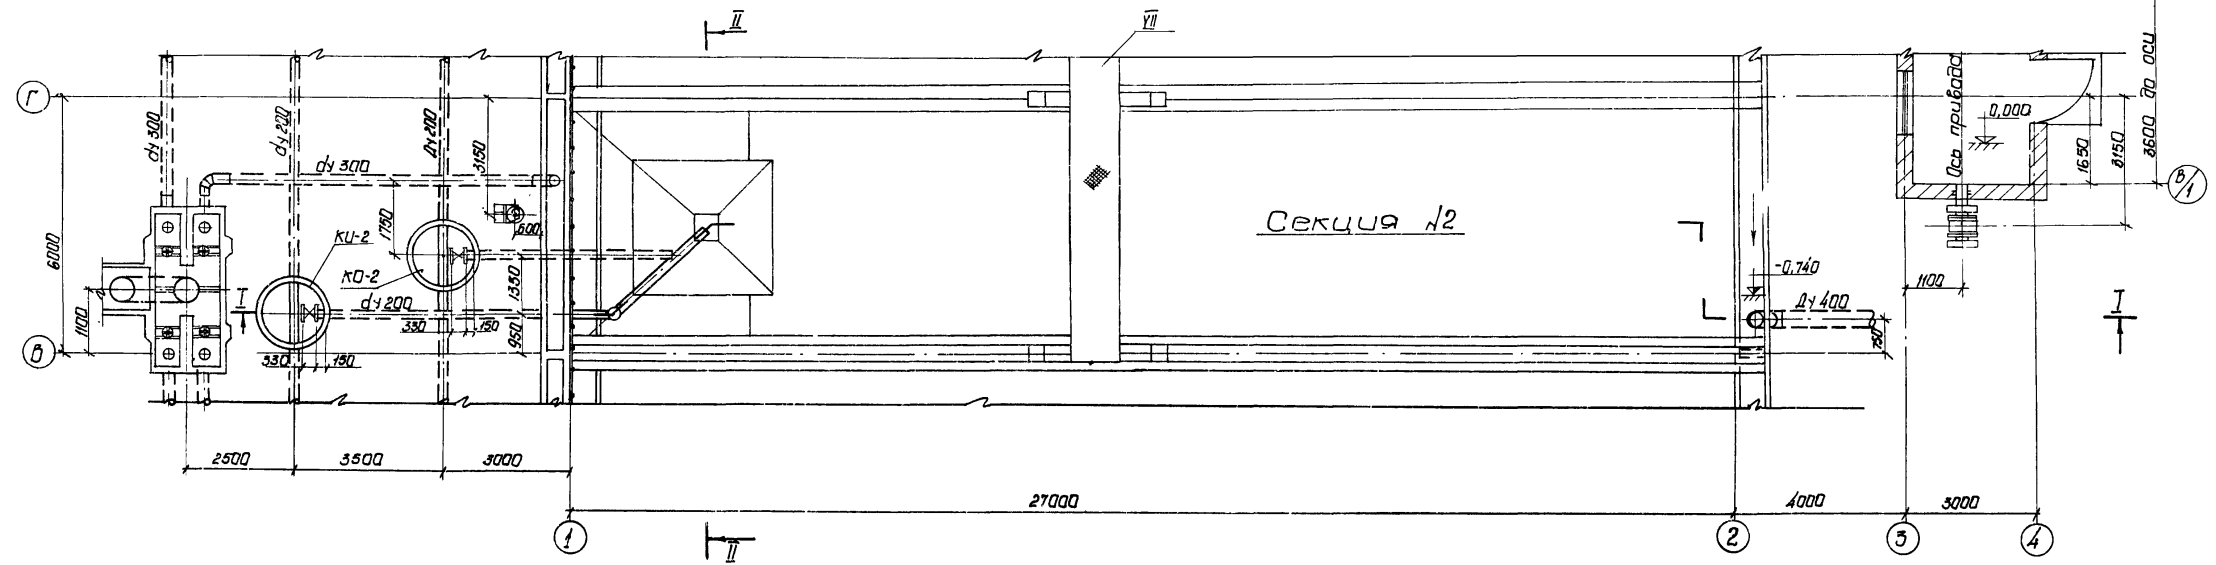 II
VII
Г
6000
1100
В
dу 300
dу 200
Ду 200
dу 300
3150
1750
600
КИ-2
КО-2
I
dу 200
1330
950
330
150
330
150
Секция №2
-0,740
Ду 400
750
Ось привода
0,000
1650
3150
3600 до оси
В/1
1100
I
2500
3500
3000
27000
4000
3000
1
II
2
3
4